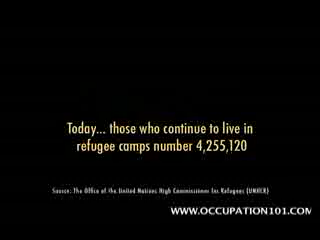 Today... those who continue to live in
refugee camps number 4,255,120
Source: The Office of the United Nations High Commissioner for Refugees (UNHCR)
WWW.OCCUPATION101.COM